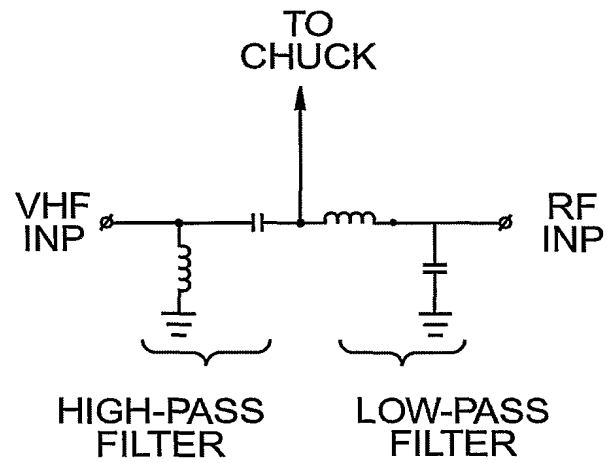 TO
CHUCK
VHF
INP
RF
INP
HIGH-PASS
FILTER
LOW-PASS
FILTER